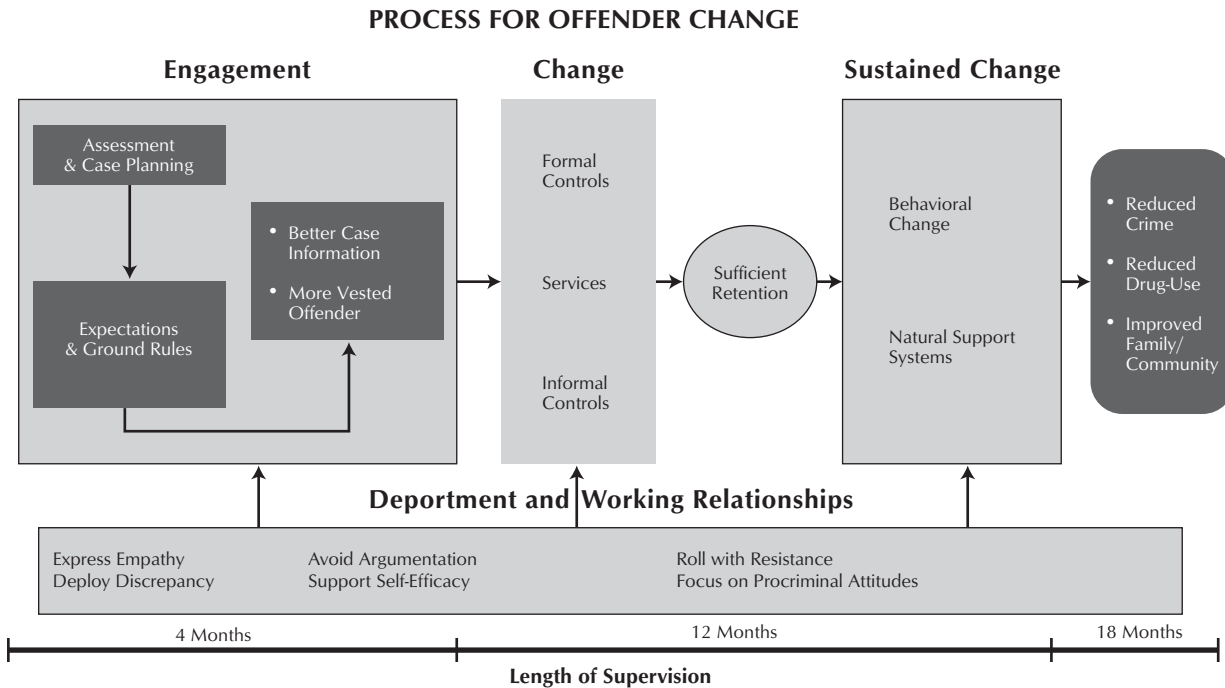 PROCESS FOR OFFENDER CHANGE
Engagement
Change
Sustained Change
Assessment
& Case Planning
Expectations
& Ground Rules
• Better Case
Information
• More Vested
Offender
Formal
Controls
Services
Informal
Controls
Sufficient
Retention
Behavioral
Change
Natural Support
Systems
• Reduced
Crime
• Reduced
Drug-Use
• Improved
Family/
Community
Deportment and Working Relationships
Express Empathy
Deploy Discrepancy
Avoid Argumentation
Support Self-Efficacy
Roll with Resistance
Focus on Procriminal Attitudes
4 Months
12 Months
18 Months
Length of Supervision